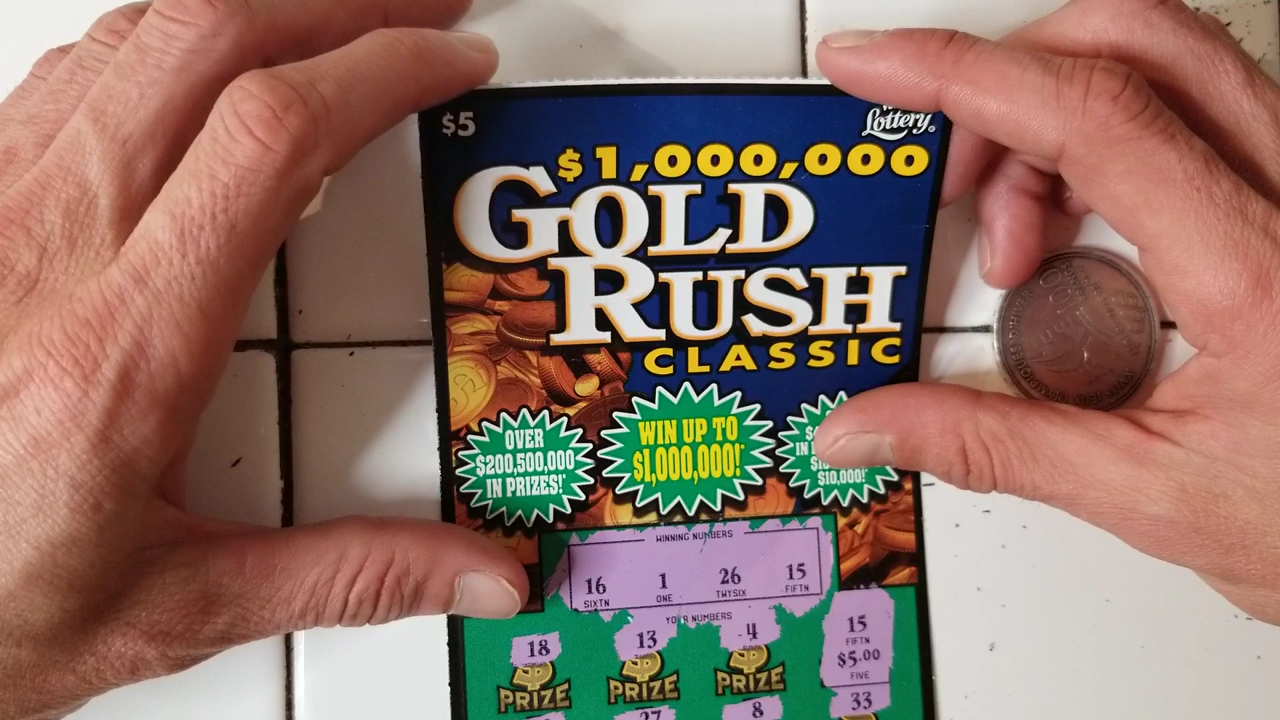 $5
Lottery
$1,000,000
GOLD
RUSH
CLASSIC
OVER
$200,500,000
IN PRIZES!*
WIN UP TO
$1,000,000!*
IN
$10,000!*
WINNING NUMBERS
16 1 26 15
SIXTN ONE TWYSIX FIFTN
YOUR NUMBERS
18 13 4 15
FIFTN
$5.00
FIVE
PRIZE PRIZE PRIZE
27 8 33